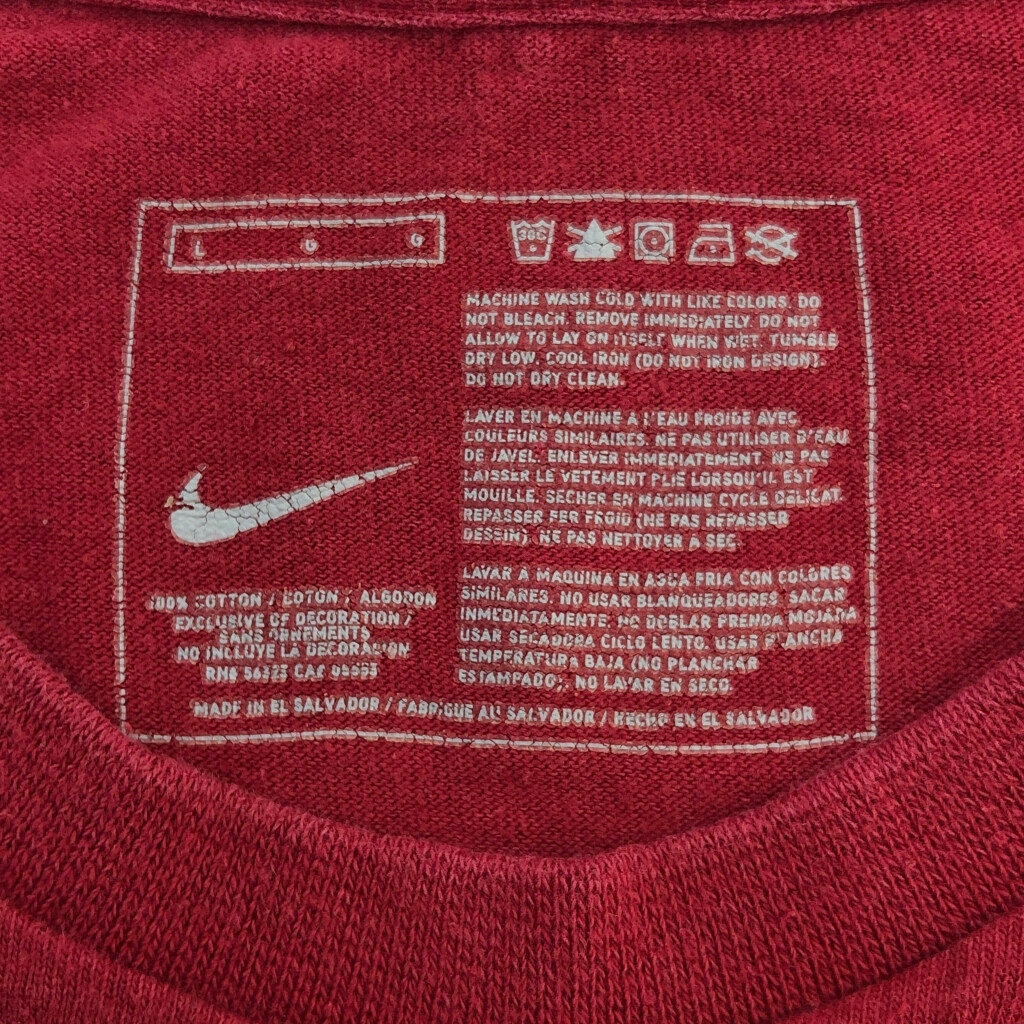 L G G
30C
MACHINE WASH COLD WITH LIKE COLORS. DO
NOT BLEACH. REMOVE IMMEDIATELY. DO NOT
ALLOW TO LAY ON ITSELF WHEN WET. TUMBLE
DRY LOW. COOL IRON (DO NOT IRON DESIGN).
DO NOT DRY CLEAN.
LAVER EN MACHINE A L'EAU FROIDE AVEC
COULEURS SIMILAIRES. NE PAS UTILISER D'EAU
DE JAVEL. ENLEVER IMMEDIATEMENT. NE PAS
LAISSER LE VETEMENT PLIE LORSQU'IL EST
MOUILLE. SECHER EN MACHINE CYCLE DELICAT.
REPASSER FER FROID (NE PAS REPASSER
DESSIN). NE PAS NETTOYER A SEC.
LAVAR A MAQUINA EN AGUA FRIA CON COLORES
SIMILARES. NO USAR BLANQUEADORES. SACAR
INMEDIATAMENTE. NO DOBLAR PRENDA MOJADA
USAR SECADORA CICLO LENTO. USAR PLANCHA
TEMPERATURA BAJA (NO PLANCHAR
ESTAMPADO). NO LAVAR EN SECO.
100% COTTON / COTON / ALGODON
EXCLUSIVE OF DECORATION /
SANS ORNEMENTS
NO INCLUYE LA DECORACION
RN# 56323 CA#
MADE IN EL SALVADOR / FABRIQUE AU SALVADOR / HECHO EN EL SALVADOR